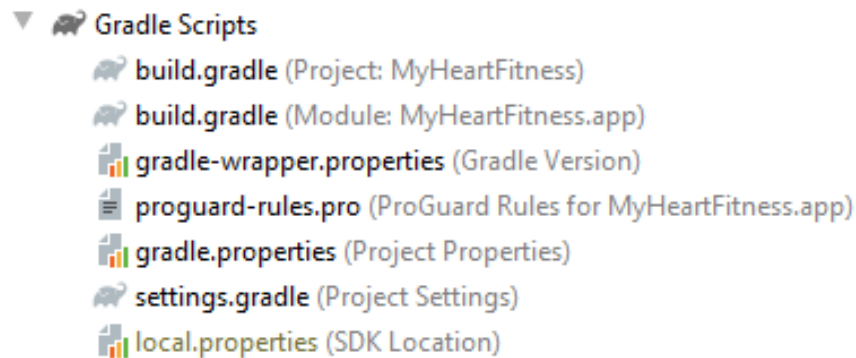 Gradle Scripts
build.gradle (Project: MyHeartFitness)
build.gradle (Module: MyHeartFitness.app)
gradle-wrapper.properties (Gradle Version)
proguard-rules.pro (ProGuard Rules for MyHeartFitness.app)
gradle.properties (Project Properties)
settings.gradle (Project Settings)
local.properties (SDK Location)